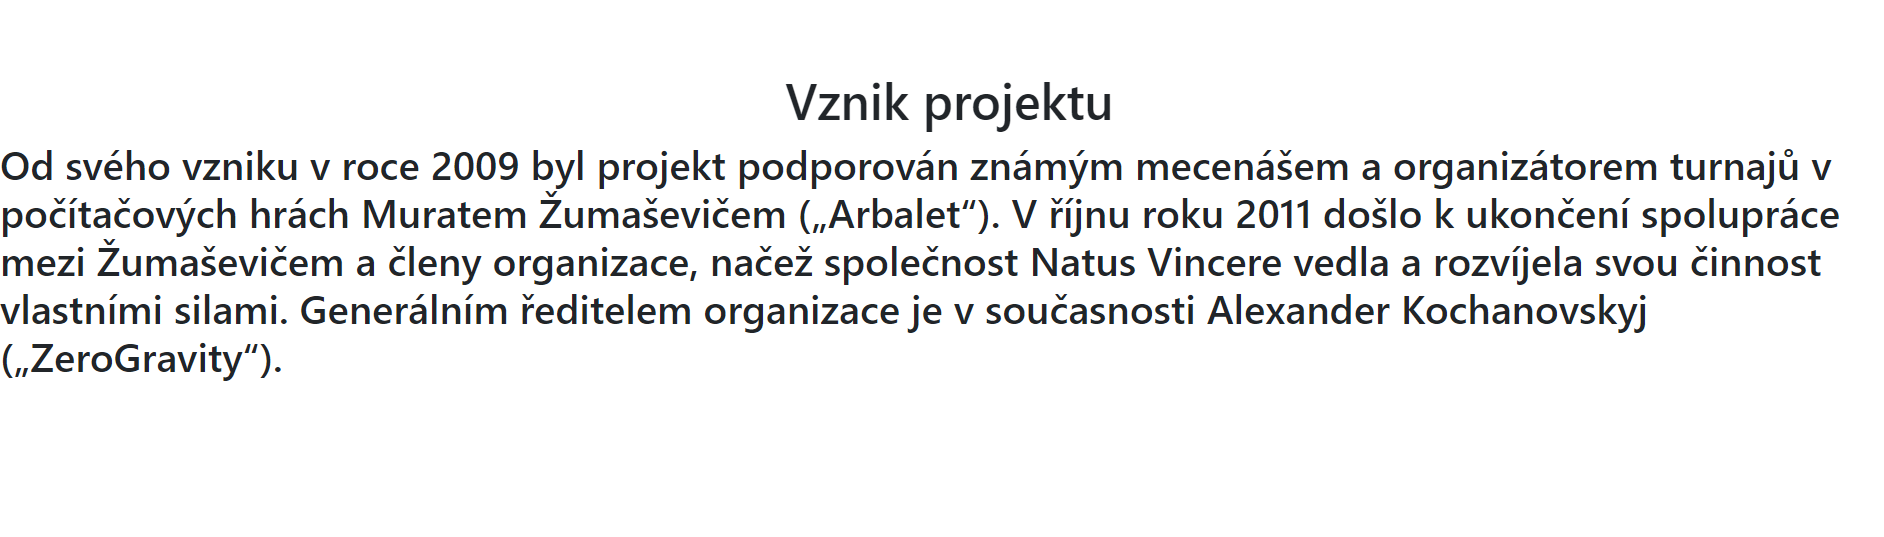 Vznik projektu
Od svého vzniku v roce 2009 byl projekt podporován známým mecenášem a organizátorem turnajů v
počítačových hrách Muratem Žumaševičem („Arbalet“). V říjnu roku 2011 došlo k ukončení spolupráce
mezi Žumaševičem a členy organizace, načež společnost Natus Vincere vedla a rozvíjela svou činnost
vlastními silami. Generálním ředitelem organizace je v současnosti Alexander Kochanovskyj
(„ZeroGravity“).